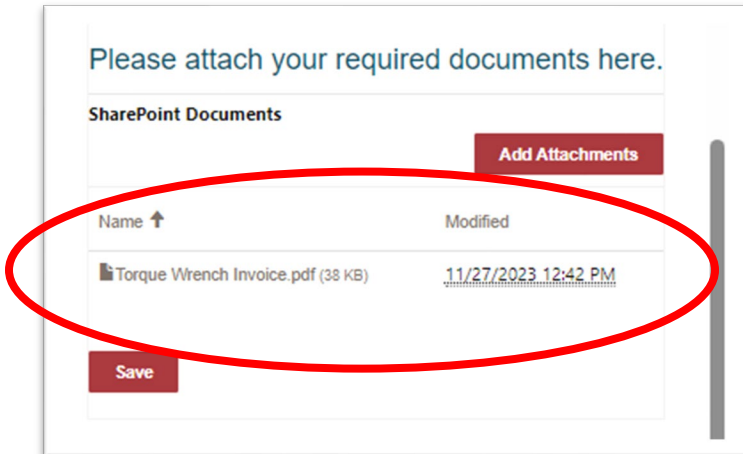 Please attach your required documents here.
SharePoint Documents
Add Attachments
Name ↑ Modified
Torque Wrench Invoice.pdf (38 KB) 11/27/2023 12:42 PM
Save